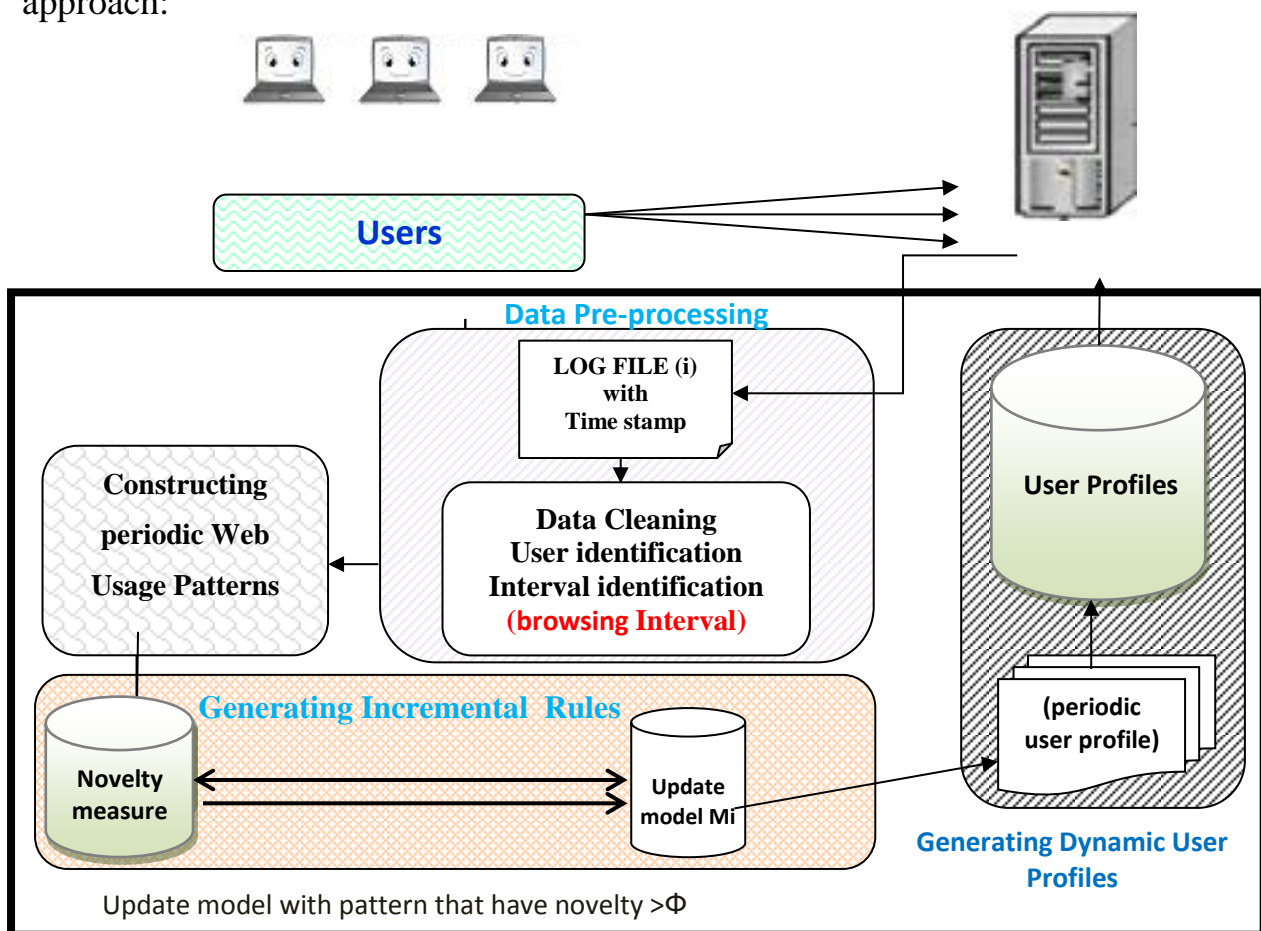 approach:
Users
Data Pre-processing
LOG FILE (i)
with
Time stamp
Constructing
periodic Web
Usage Patterns
Data Cleaning
User identification
Interval identification
(browsing Interval)
User Profiles
(periodic
user profile)
Generating Incremental Rules
Novelty
measure
Update
model Mi
Generating Dynamic User
Profiles
Update model with pattern that have novelty >Φ